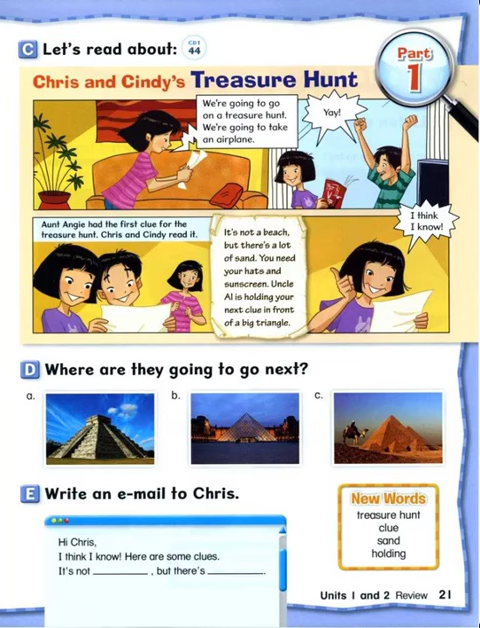 C Let's read about: CD1 44
Part 1
Chris and Cindy's Treasure Hunt
We're going to go
on a treasure hunt.
We're going to take
an airplane.
Yay!
Aunt Angie had the first clue for the
treasure hunt. Chris and Cindy read it.
It's not a beach,
but there's a lot
of sand. You need
your hats and
sunscreen. Uncle
Al is holding your
next clue in front
of a big triangle.
I think
I know!
D Where are they going to go next?
a. b. c.
E Write an e-mail to Chris.
Hi Chris,
I think I know! Here are some clues.
It's not __________, but there's __________.
New Words
treasure hunt
clue
sand
holding
Units 1 and 2 Review 21